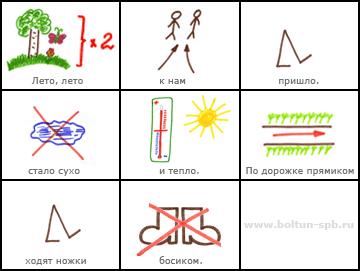 x 2
Лето, лето
к нам
пришло.
стало сухо
и тепло.
По дорожке прямиком
www.boltun-spb.ru
ходят ножки
босиком.